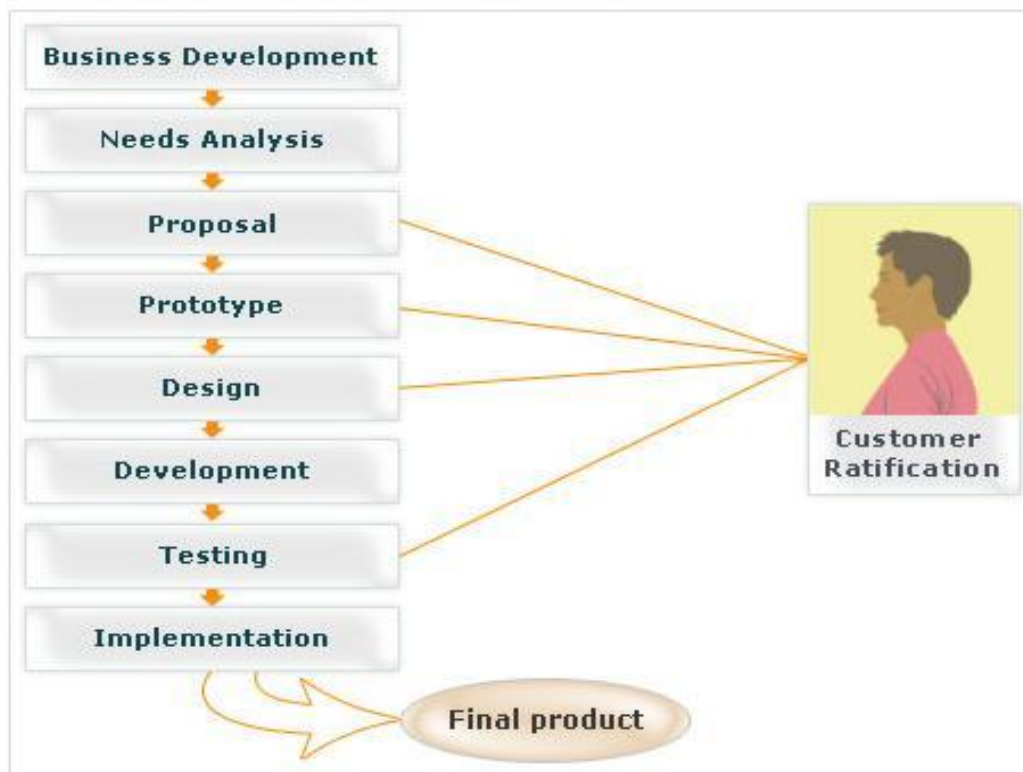 Business Development
Needs Analysis
Proposal
Prototype
Design
Development
Testing
Implementation
Customer
Ratification
Final product